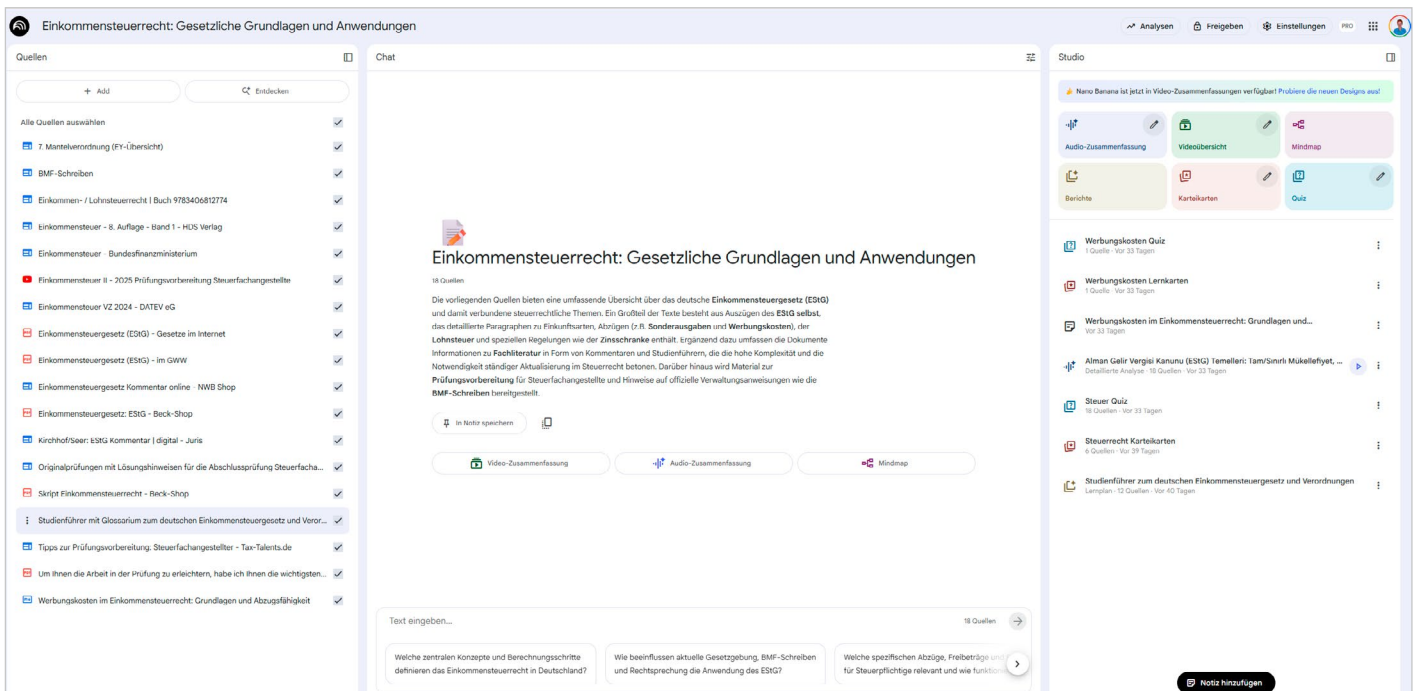 Einkommensteuerrecht: Gesetzliche Grundlagen und Anwendungen
Analysen
Freigeben
Einstellungen
PRO
Quellen
+ Add
Entdecken
Alle Quellen auswählen
7. Mantelverordnung (FY-Übersicht)
BMF-Schreiben
Einkommen- / Lohnsteuerrecht | Buch 9783406812774
Einkommensteuer - 8. Auflage - Band 1 - HDS Verlag
Einkommensteuer - Bundesfinanzministerium
Einkommensteuer II - 2025 Prüfungsvorbereitung Steuerfachangestellte
Einkommensteuer VZ 2024 - DATEV eG
Einkommensteuergesetz (EStG) - Gesetze im Internet
Einkommensteuergesetz (EStG) - im GWW
Einkommensteuergesetz Kommentar online - NWB Shop
Einkommensteuergesetz: EStG - Beck-Shop
Kirchhof/Seer: EStG Kommentar | digital - Juris
Originalprüfungen mit Lösungshinweisen für die Abschlussprüfung Steuerfacha...
Skript Einkommensteuerrecht - Beck-Shop
Studienführer mit Glossarium zum deutschen Einkommensteuergesetz und Veror...
Tipps zur Prüfungsvorbereitung: Steuerfachangestellter - Tax-Talents.de
Um Ihnen die Arbeit in der Prüfung zu erleichtern, habe ich Ihnen die wichtigsten...
Werbungskosten im Einkommensteuerrecht: Grundlagen und Abzugsfähigkeit
Chat
Einkommensteuerrecht: Gesetzliche Grundlagen und Anwendungen
18 Quellen
Die vorliegenden Quellen bieten eine umfassende Übersicht über das deutsche Einkommensteuergesetz (EStG)
und damit verbundene steuerrechtliche Themen. Ein Großteil der Texte besteht aus Auszügen des EStG selbst,
das detaillierte Paragraphen zu Einkunftsarten, Abzügen (z.B. Sonderausgaben und Werbungskosten), der
Lohnsteuer und speziellen Regelungen wie der Zinsschranke enthält. Ergänzend dazu umfassen die Dokumente
Informationen zu Fachliteratur in Form von Kommentaren und Studienführern, die die hohe Komplexität und die
Notwendigkeit ständiger Aktualisierung im Steuerrecht betonen. Darüber hinaus wird Material zur
Prüfungsvorbereitung für Steuerfachangestellte und Hinweise auf offizielle Verwaltungsanweisungen wie die
BMF-Schreiben bereitgestellt.
In Notiz speichern
Video-Zusammenfassung
Audio-Zusammenfassung
Mindmap
Text eingeben...
18 Quellen
Welche zentralen Konzepte und Berechnungsschritte
definieren das Einkommensteuerrecht in Deutschland?
Wie beeinflussen aktuelle Gesetzgebung, BMF-Schreiben
und Rechtsprechung die Anwendung des EStG?
Welche spezifischen Abzüge, Freibeträge und
für Steuerpflichtige relevant und wie funktion
Studio
Nano Banana ist jetzt in Video-Zusammenfassungen verfügbar! Probiere die neuen Designs aus!
Audio-Zusammenfassung
Videoübersicht
Mindmap
Berichte
Karteikarten
Quiz
Werbungskosten Quiz
1 Quelle · Vor 33 Tagen
Werbungskosten Lernkarten
1 Quelle · Vor 33 Tagen
Werbungskosten im Einkommensteuerrecht: Grundlagen und...
Vor 33 Tagen
Alman Gelir Vergisi Kanunu (EStG) Temelleri: Tam/Sınırlı Mükellefiyet, ...
Detaillierte Analyse · 10 Quellen · Vor 33 Tagen
Steuer Quiz
18 Quellen · Vor 33 Tagen
Steuerrecht Karteikarten
6 Quellen · Vor 39 Tagen
Studienführer zum deutschen Einkommensteuergesetz und Verordnungen
Lernplan · 13 Quellen · Vor 40 Tagen
Notiz hinzufügen